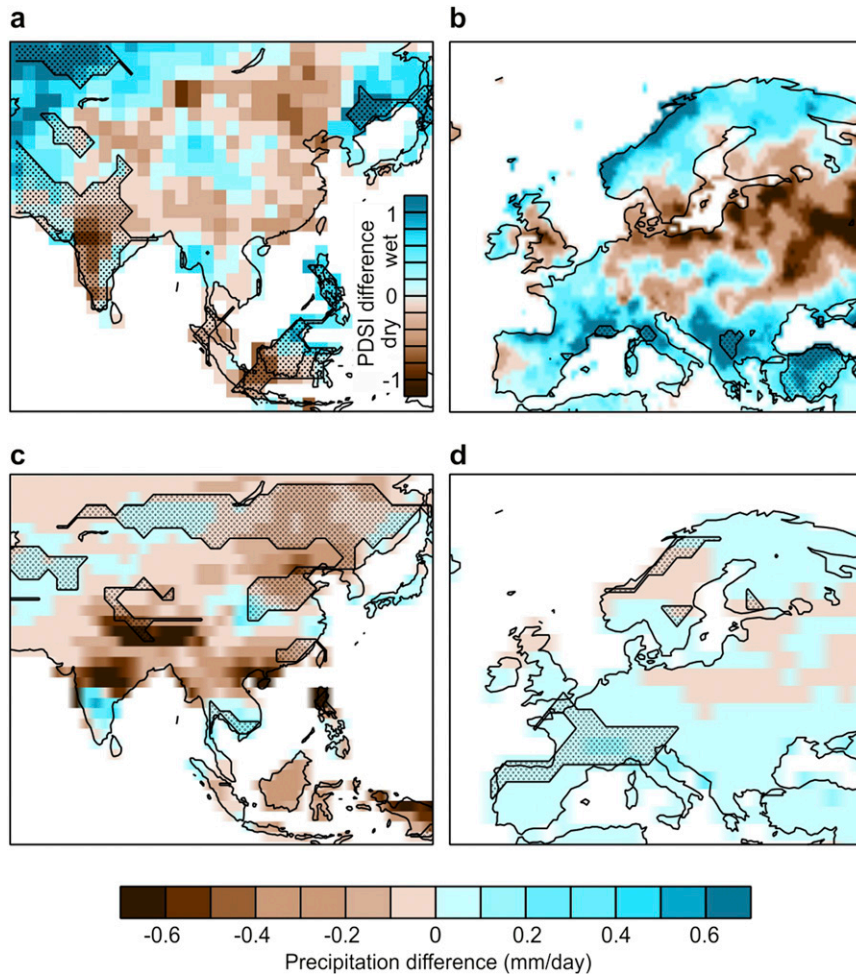 a
b
1
wet
0
dry
-1
PDSI difference
c
d
-0.6 -0.4 -0.2 0 0.2 0.4 0.6
Precipitation difference (mm/day)